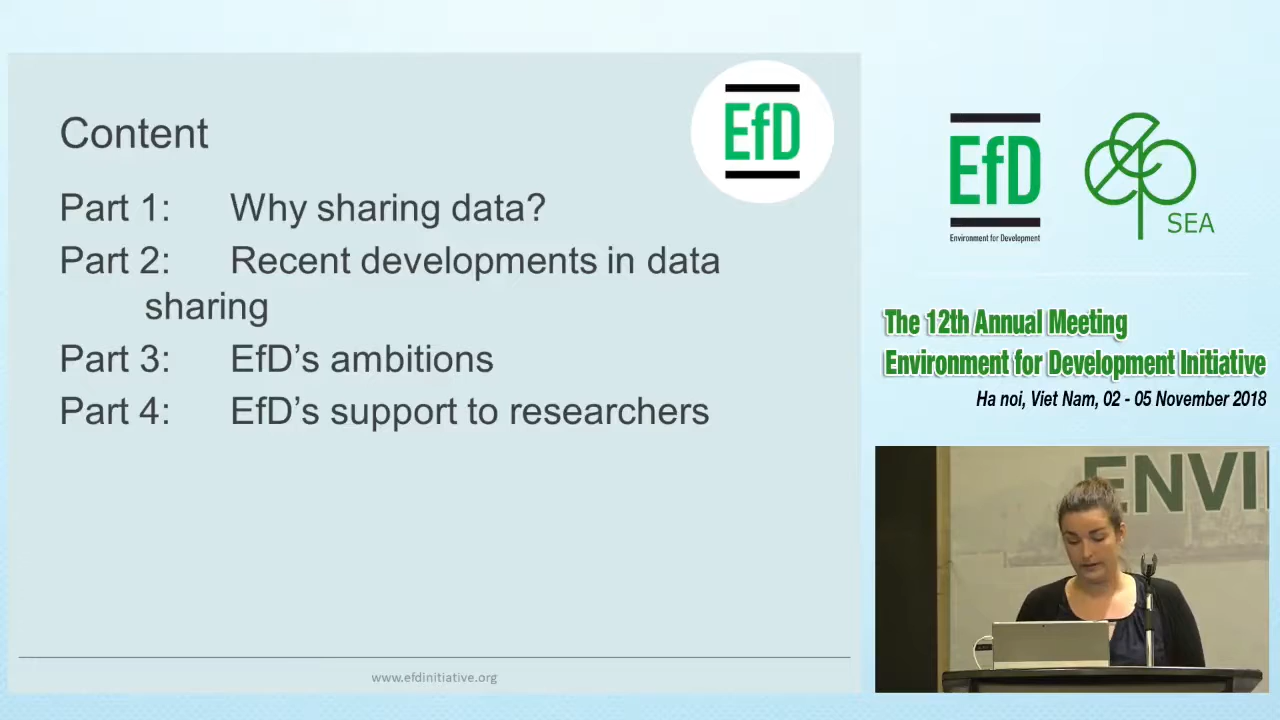 Content
EfD
Part 1: Why sharing data?
Part 2: Recent developments in data
sharing
Part 3: EfD's ambitions
Part 4: EfD's support to researchers
www.efdinitiative.org
EfD
Environment for Development
SEA
The 12th Annual Meeting
Environment for Development Initiative
Ha noi, Viet Nam, 02 - 05 November 2018
ENVI